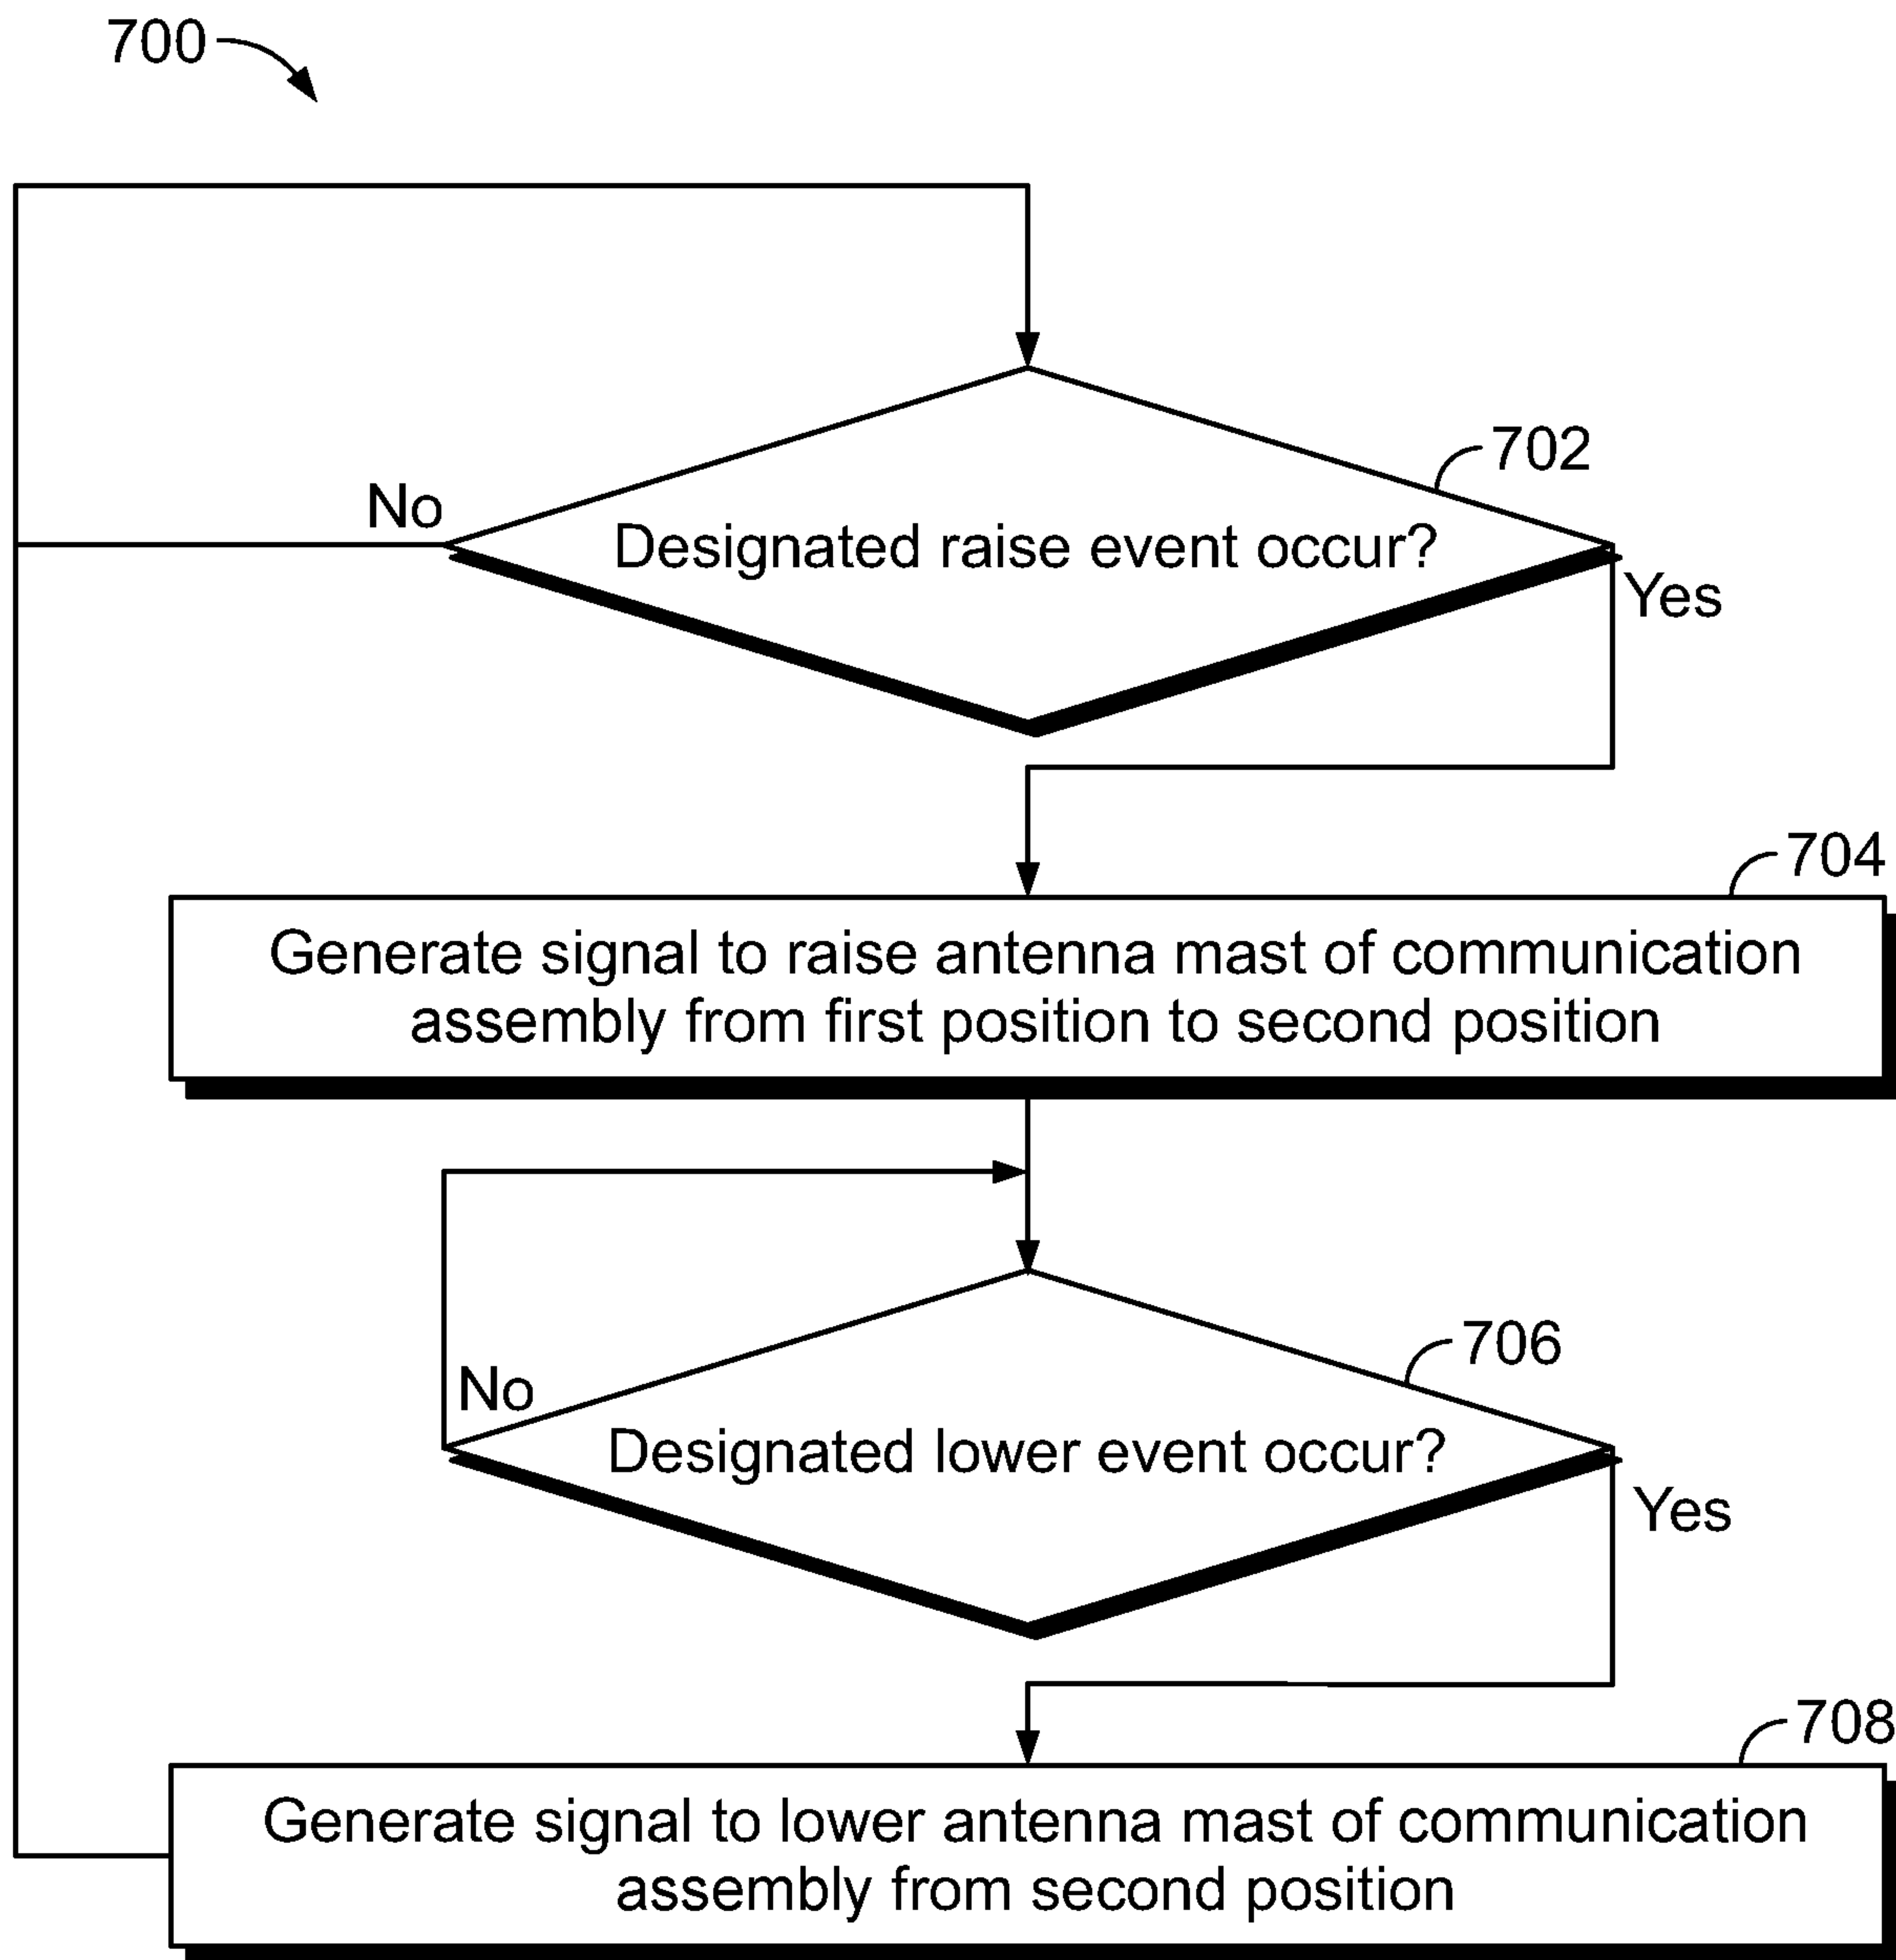 700
702
No
Designated raise event occur?
Yes
704
Generate signal to raise antenna mast of communication
assembly from first position to second position
706
No
Designated lower event occur?
Yes
708
Generate signal to lower antenna mast of communication
assembly from second position